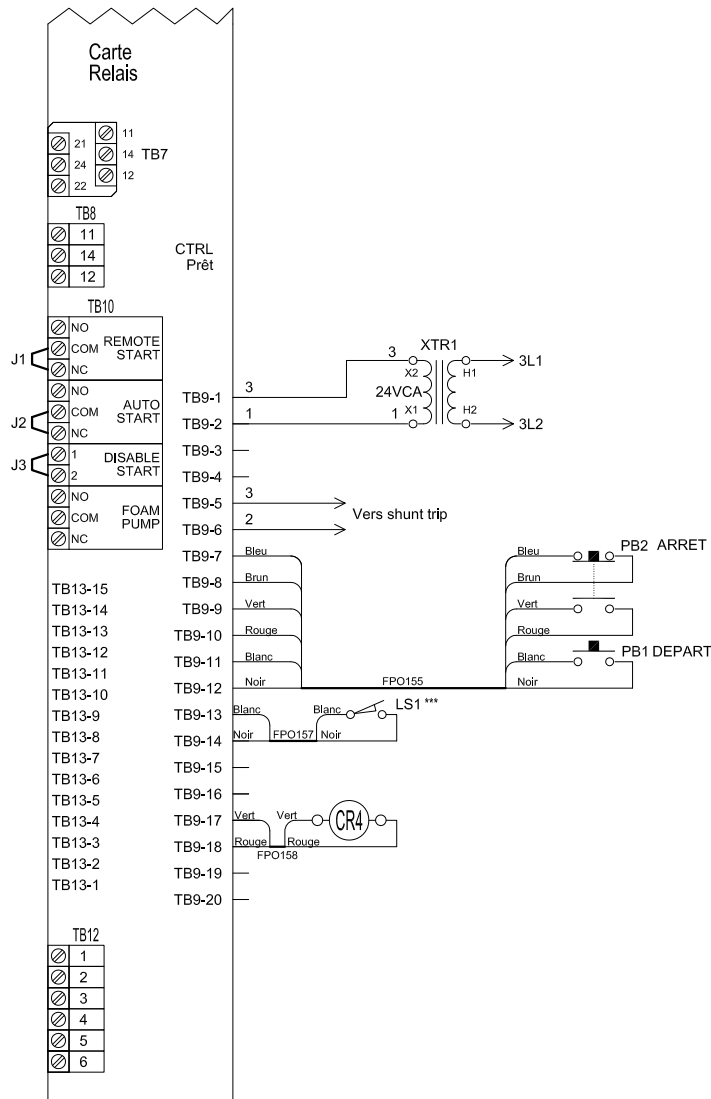 Carte
Relais
21
24
22
11
14
12
TB7
TB8
11
14
12
CTRL
Prêt
TB10
NO
COM
NC
REMOTE
START
J1
NO
COM
NC
AUTO
START
J2
1
2
DISABLE
START
J3
NO
COM
NC
FOAM
PUMP
TB13-15
TB13-14
TB13-13
TB13-12
TB13-11
TB13-10
TB13-9
TB13-8
TB13-7
TB13-6
TB13-5
TB13-4
TB13-3
TB13-2
TB13-1
TB12
1
2
3
4
5
6
TB9-1 3
TB9-2 1
TB9-3
TB9-4
TB9-5 3
TB9-6 2
Vers shunt trip
TB9-7 Bleu
TB9-8 Brun
TB9-9 Vert
TB9-10 Rouge
TB9-11 Blanc
TB9-12 Noir
TB9-13 Blanc
TB9-14 Noir
TB9-15
TB9-16
TB9-17 Vert
TB9-18 Rouge
TB9-19
TB9-20
XTR1
3
X2
H1
3L1
24VCA
1
X1
H2
3L2
Bleu
PB2 ARRET
Brun
Vert
Rouge
Blanc
PB1 DEPART
Noir
FPO155
Blanc
LS1 ***
FPO157
Noir
Vert
CR4
Rouge
FPO158